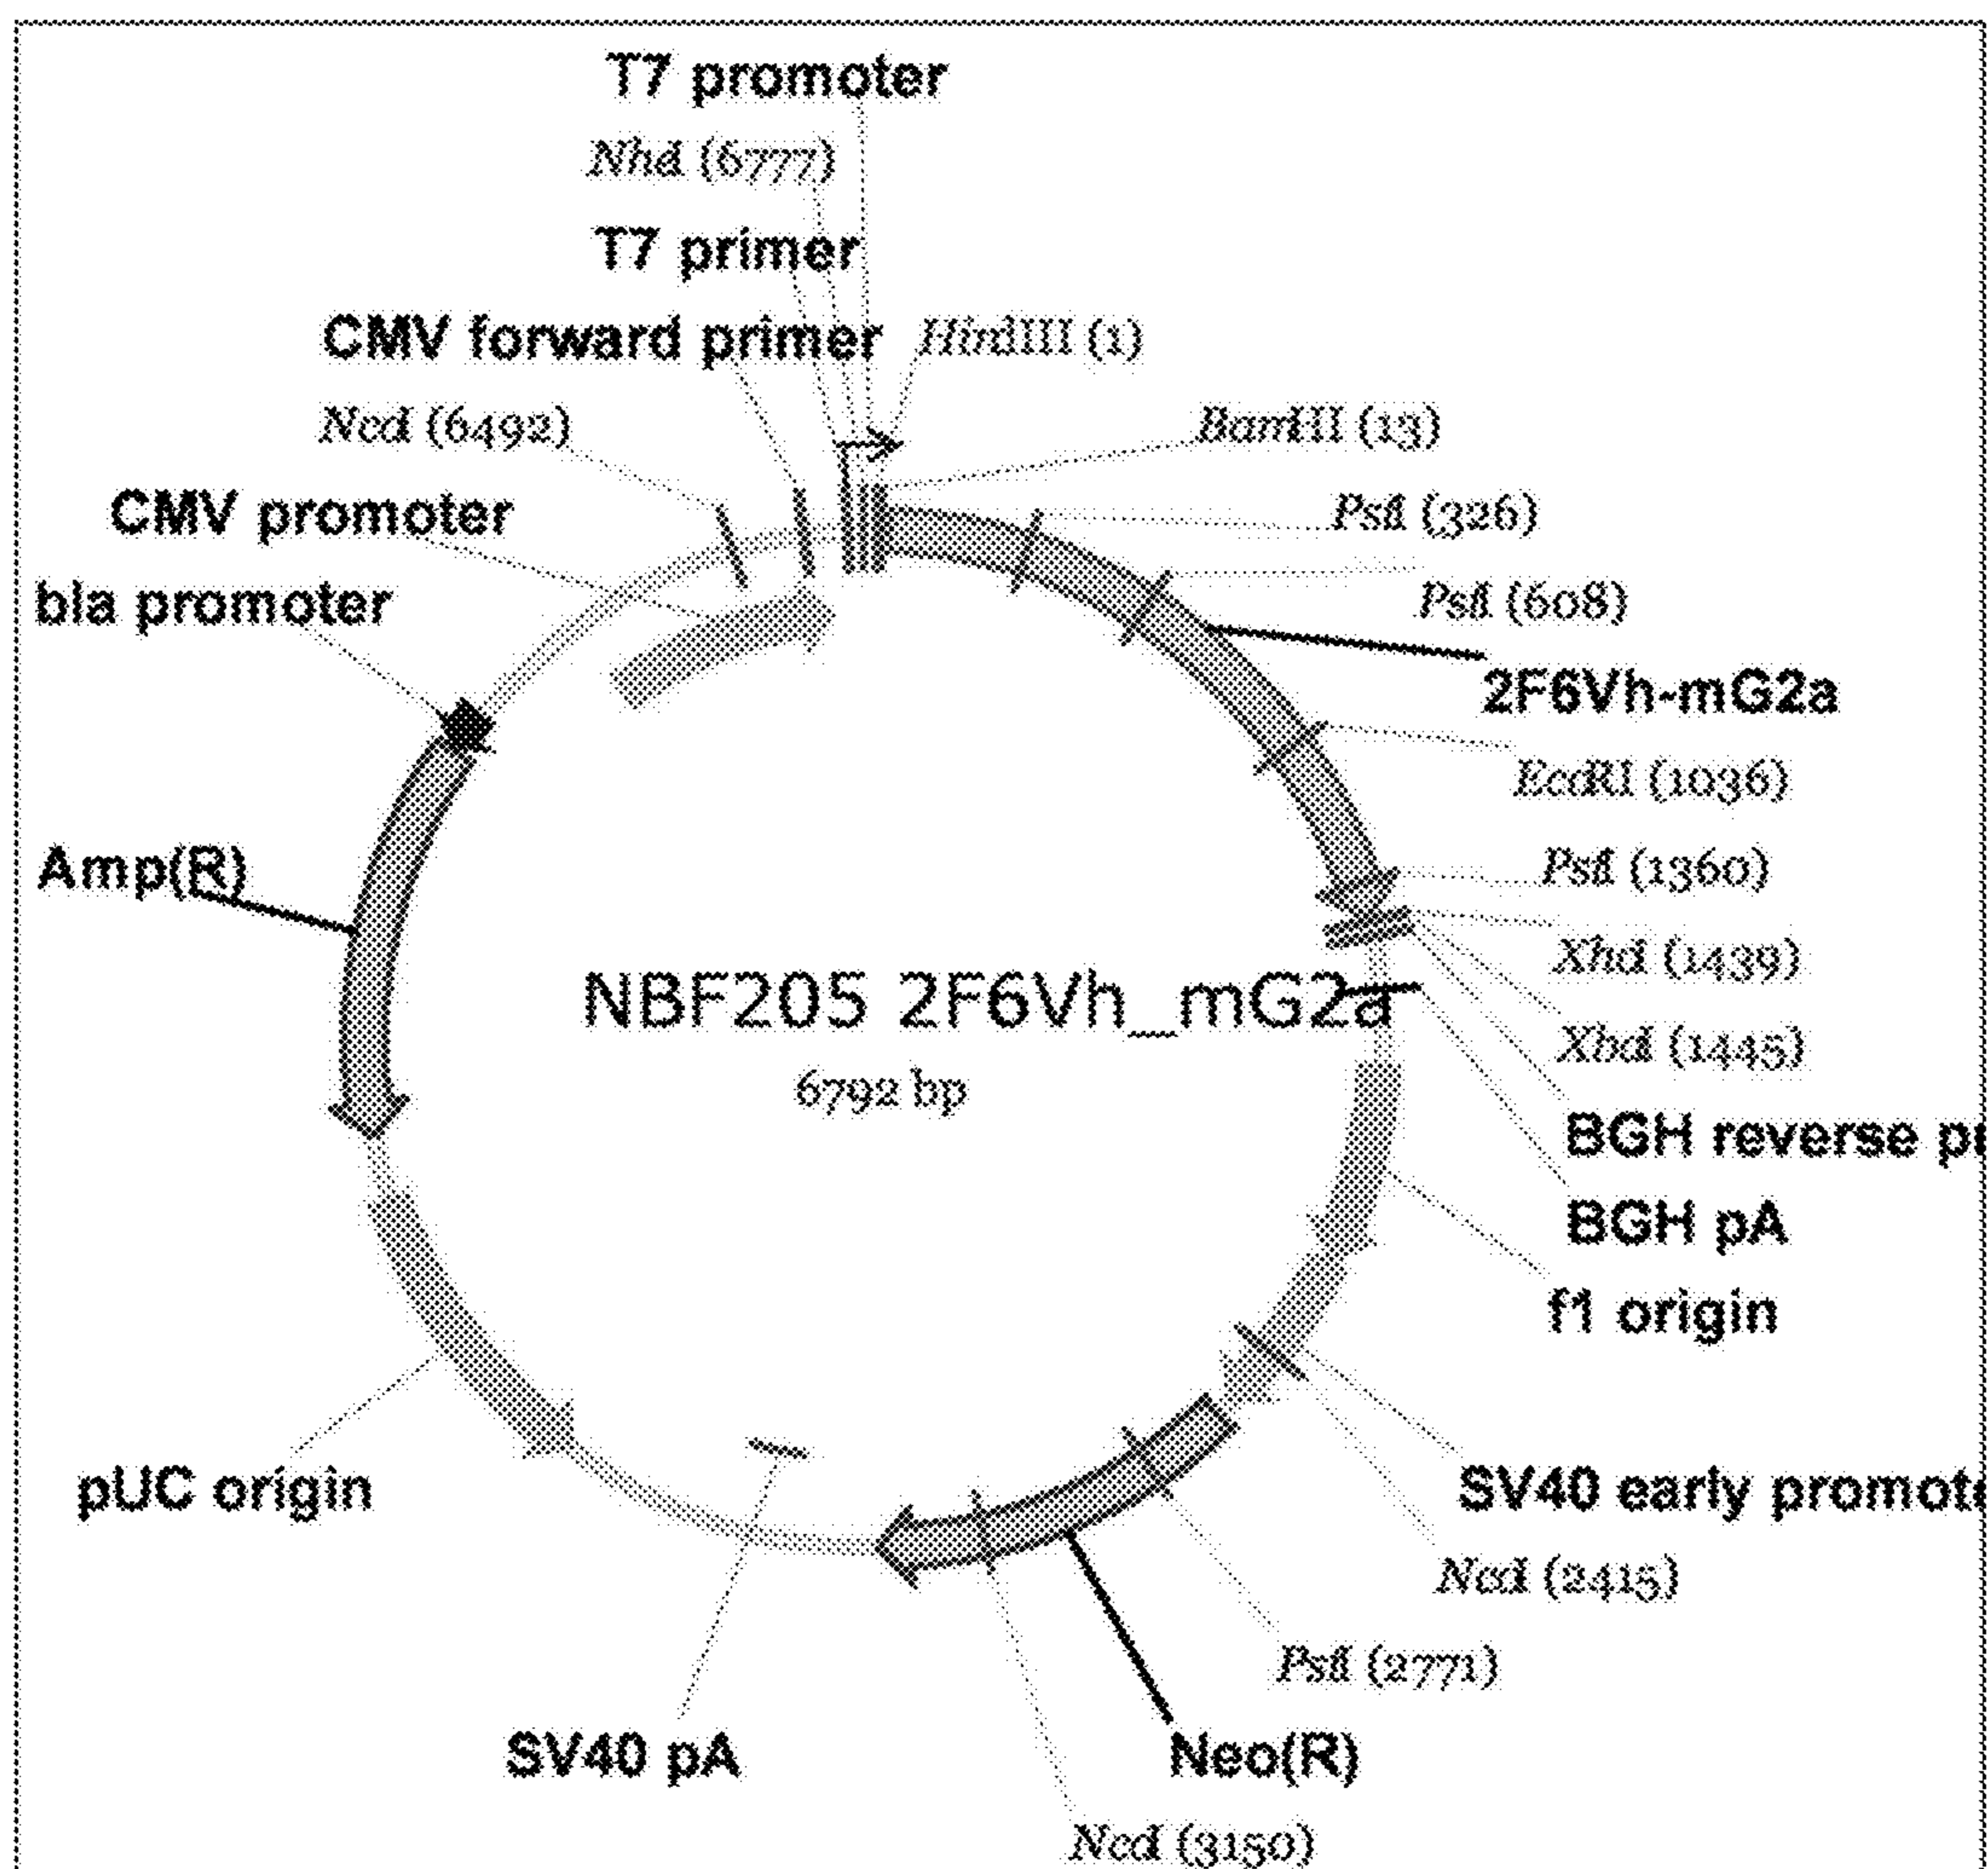 T7 promoter
NheI (6777)
T7 primer
CMV forward primer
HindIII (1)
NcoI (6492)
BamHI (13)
CMV promoter
PstI (326)
bla promoter
PstI (608)
2F6Vh-mG2a
EcoRI (1036)
Amp(R)
PstI (1360)
XhoI (1439)
NBF205 2F6Vh_mG2a
XbaI (1445)
6792 bp
BGH reverse pr
BGH pA
f1 origin
pUC origin
SV40 early promote
NcoI (2415)
PstI (2771)
SV40 pA
Neo(R)
NcoI (3150)